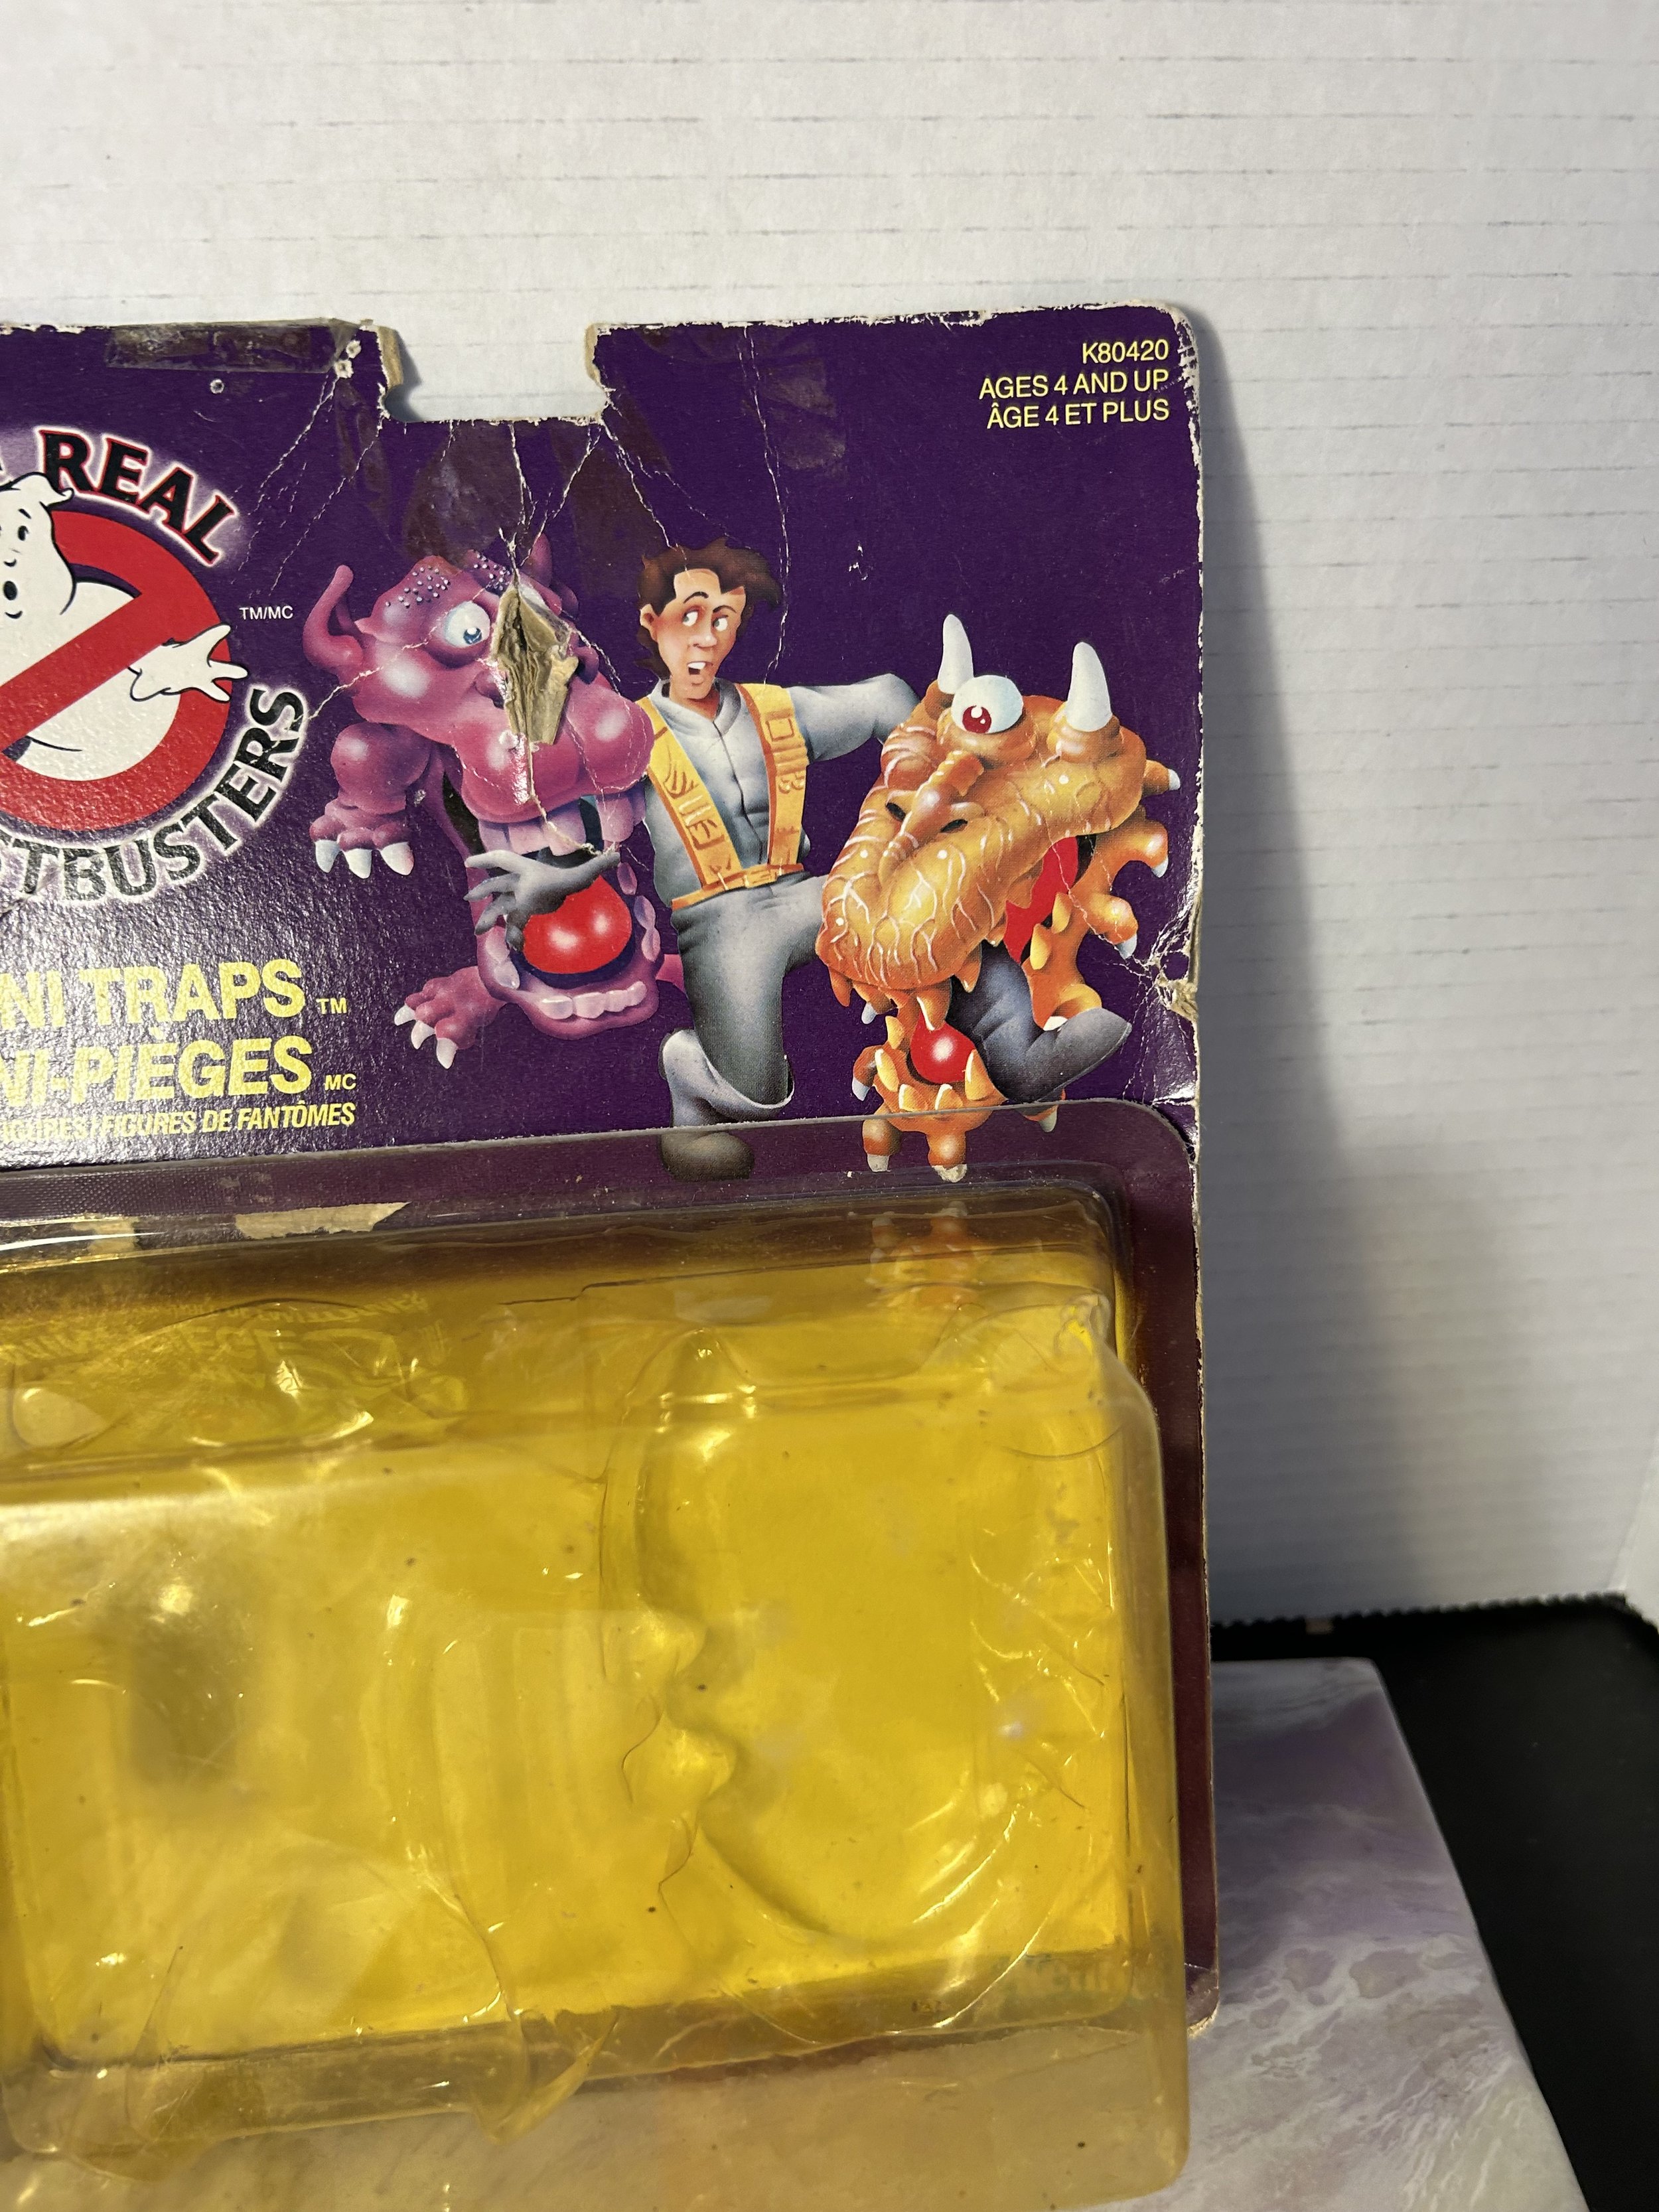 K80420
AGES 4 AND UP
ÂGE 4 ET PLUS
REAL
TM/MC
TBUSTERS
NI TRAPS TM
NI-PIÈGES MC
GURES/FIGURES DE FANTÔMES